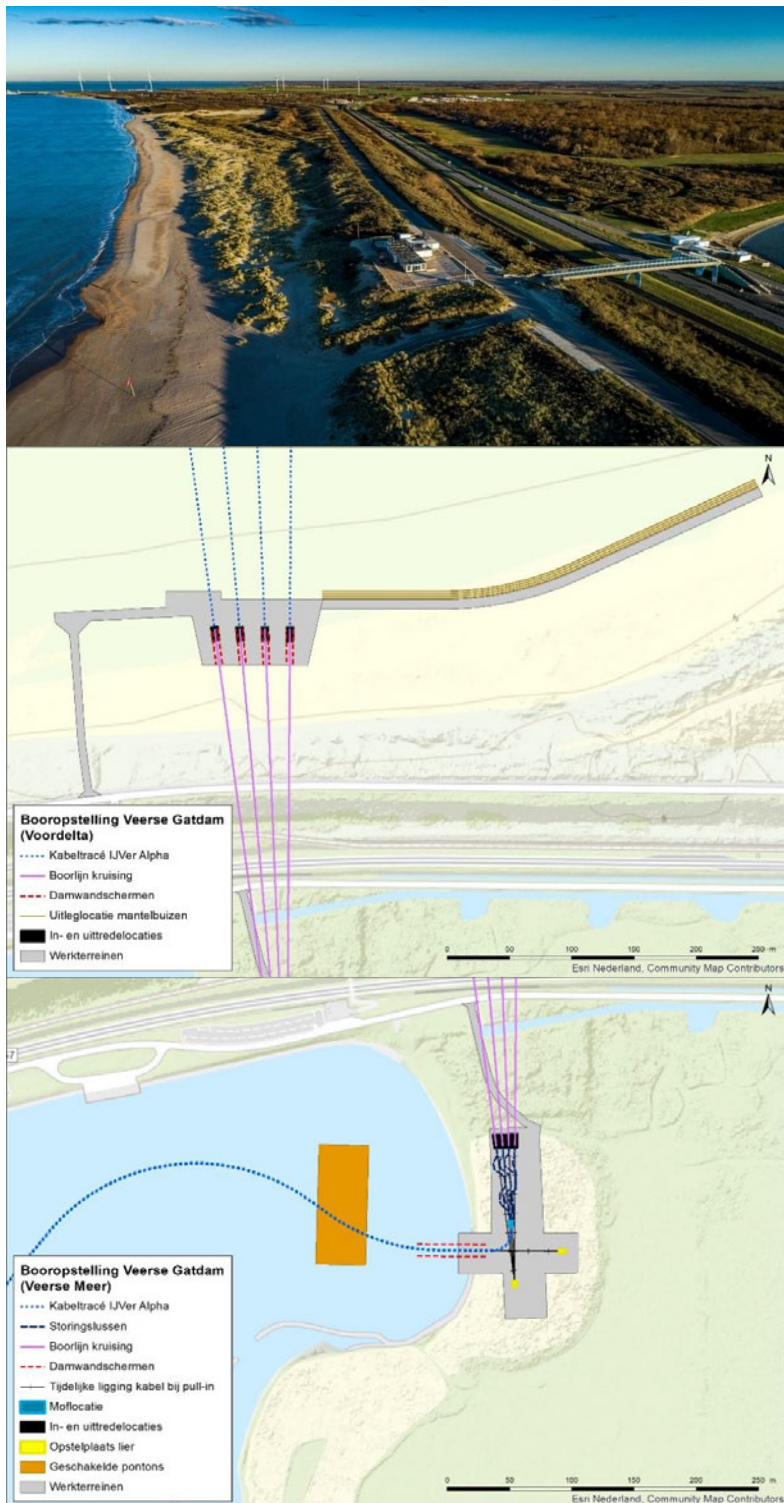 N
Booropstelling Veerse Gatdam
(Voordelta)
Kabeltracé IJVer Alpha
Boorlijn kruising
Damwandschermen
Uitleglocatie mantelbuizen
In- en uittredelocaties
Werkterreinen
0 50 100 150 200 250 m
Esri Nederland, Community Map Contributors
N
57
Booropstelling Veerse Gatdam
(Veerse Meer)
Kabeltracé IJVer Alpha
Storingslussen
Boorlijn kruising
Damwandschermen
Tijdelijke ligging kabel bij pull-in
Moflocatie
In- en uittredelocaties
Opstelplaats lier
Geschakelde pontons
Werkterreinen
0 50 100 150 200 250 m
Esri Nederland, Community Map Contributors